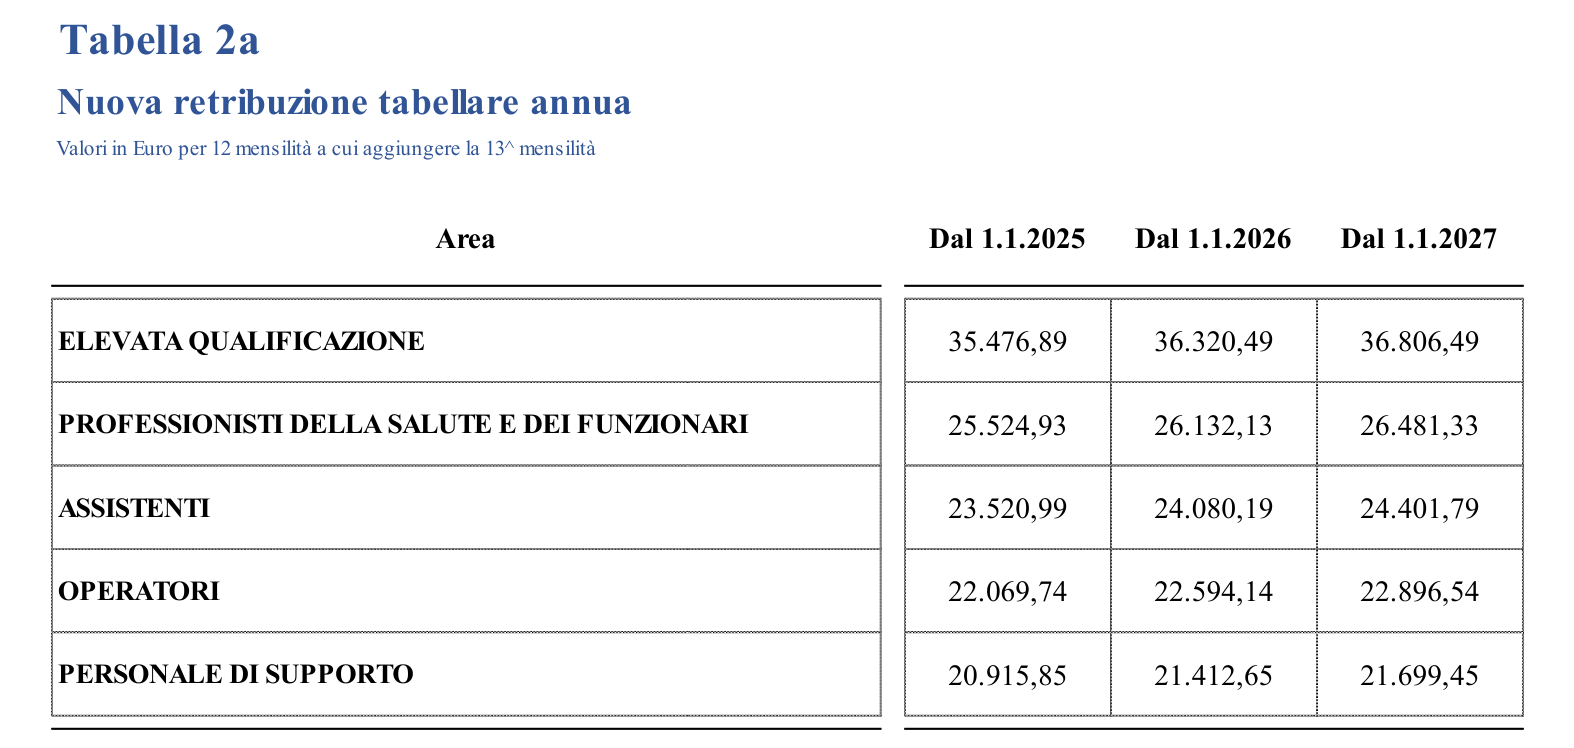 Tabella 2a
Nuova retribuzione tabellare annua
Valori in Euro per 12 mensilità a cui aggiungere la 13^ mensilità
Area Dal 1.1.2025 Dal 1.1.2026 Dal 1.1.2027
ELEVATA QUALIFICAZIONE 35.476,89 36.320,49 36.806,49
PROFESSIONISTI DELLA SALUTE E DEI FUNZIONARI 25.524,93 26.132,13 26.481,33
ASSISTENTI 23.520,99 24.080,19 24.401,79
OPERATORI 22.069,74 22.594,14 22.896,54
PERSONALE DI SUPPORTO 20.915,85 21.412,65 21.699,45